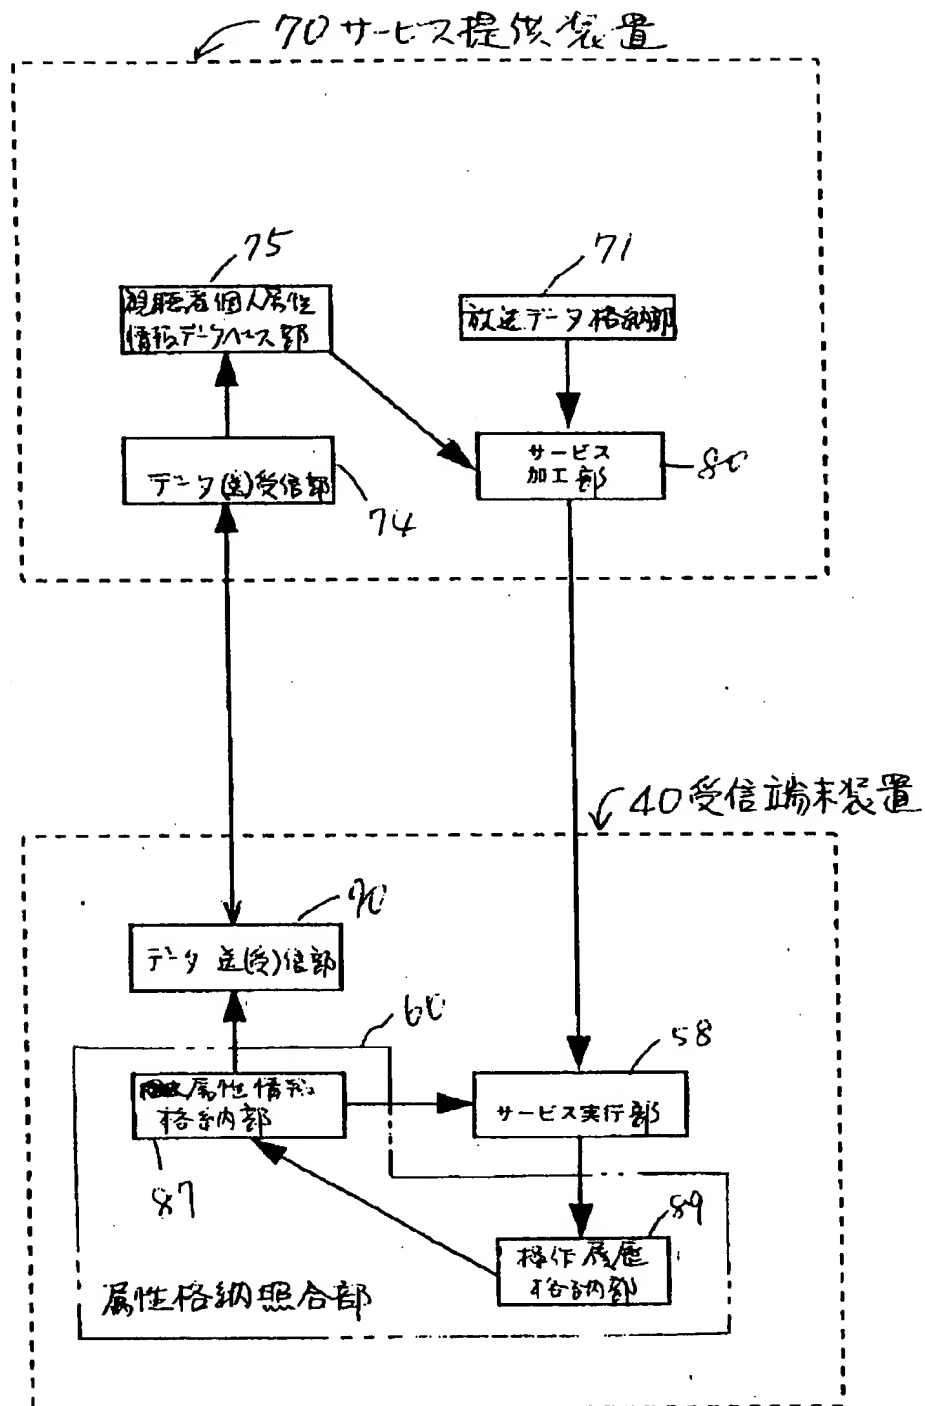 70サービス提供装置
75
71
視聴者個人属性
情報データベース部
放送データ格納部
サービス
加工部
80
データ(送)受信部
74
40受信端末装置
90
データ送(受)信部
60
58
属性情報
格納部
サービス実行部
87
89
操作履歴
格納部
属性格納照合部